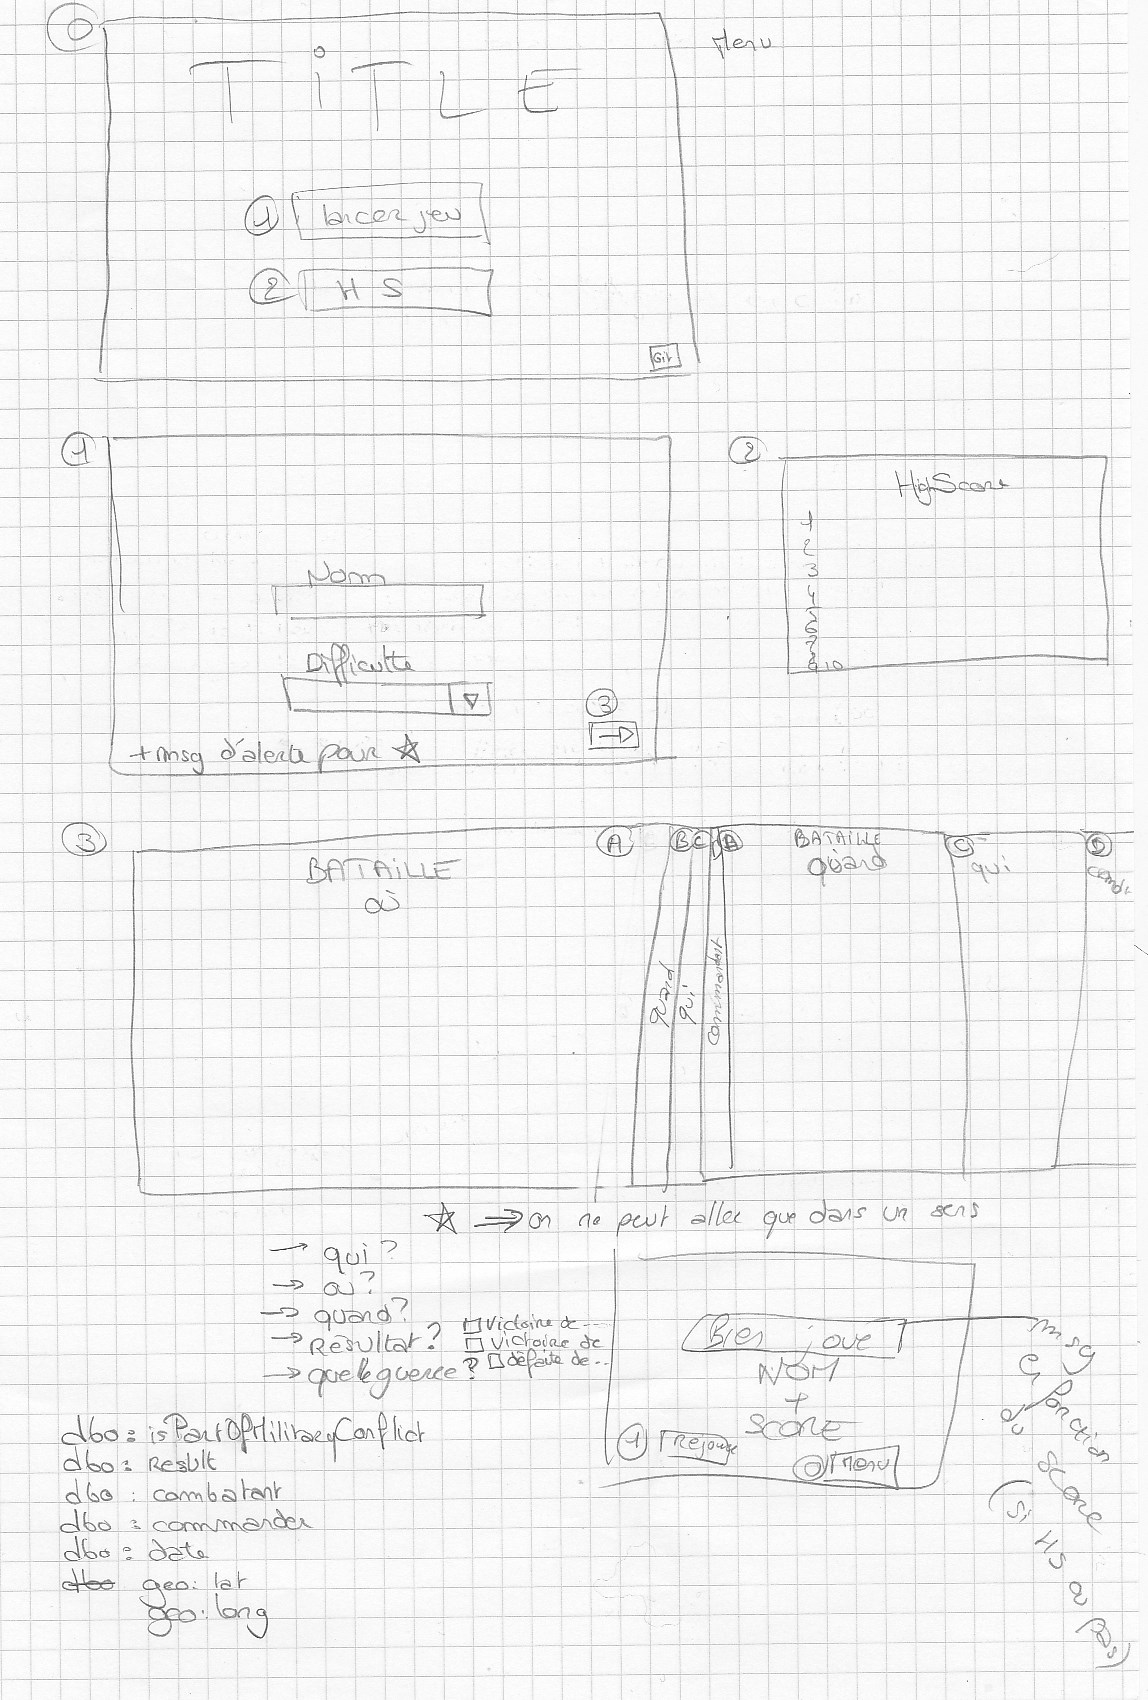 0
Menu
TiTLE
1 lancer jeu
2 HS
Git
1
Nom
Difficulté
3
+ msg d'alerte pour ☆
2
HighScore
1
2
3
4
5
6
7
8
9 10
3
BATAiLLE
où
A
B
C
D
quand
qui
commandant
B
BATAiLLE
quand
C
qui
D
☆ ⇒ on ne peut aller que dans un sens
→ qui ?
→ où ?
→ quand ?
→ Résultat ? □ Victoire de ...
□ Victoire de
→ quelle guerre ? □ défaite de ...
Bien joué
NOM
+
SCORE
1 Rejouer
0 Menu
msg
fonction
du score
(si HS a pas)
dbo : isPartOfMilitaryConflict
dbo : Result
dbo : combatant
dbo : commander
dbo : date
dbo geo : lat
geo : long